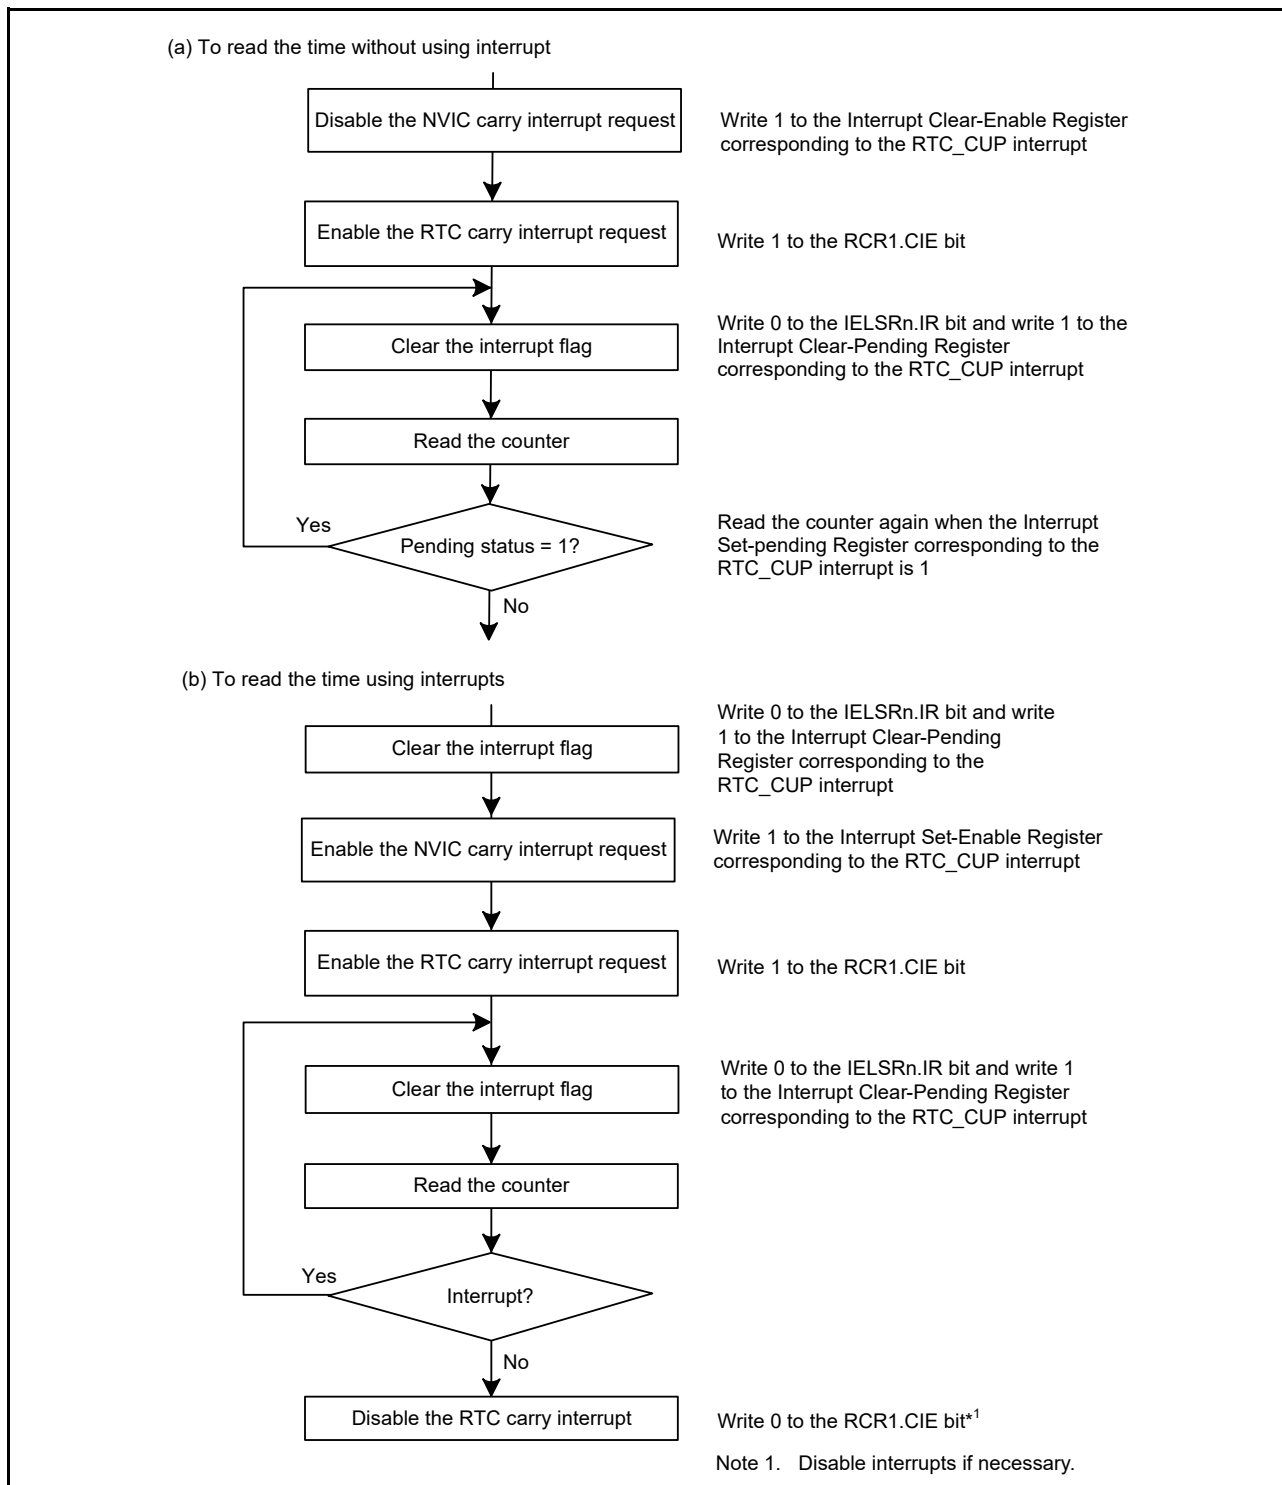 (a) To read the time without using interrupt
Disable the NVIC carry interrupt request
Write 1 to the Interrupt Clear-Enable Register
corresponding to the RTC_CUP interrupt
Enable the RTC carry interrupt request
Write 1 to the RCR1.CIE bit
Clear the interrupt flag
Write 0 to the IELSRn.IR bit and write 1 to the
Interrupt Clear-Pending Register
corresponding to the RTC_CUP interrupt
Read the counter
Yes
Pending status = 1?
Read the counter again when the Interrupt
Set-pending Register corresponding to the
RTC_CUP interrupt is 1
No
(b) To read the time using interrupts
Clear the interrupt flag
Write 0 to the IELSRn.IR bit and write
1 to the Interrupt Clear-Pending
Register corresponding to the
RTC_CUP interrupt
Enable the NVIC carry interrupt request
Write 1 to the Interrupt Set-Enable Register
corresponding to the RTC_CUP interrupt
Enable the RTC carry interrupt request
Write 1 to the RCR1.CIE bit
Clear the interrupt flag
Write 0 to the IELSRn.IR bit and write 1
to the Interrupt Clear-Pending Register
corresponding to the RTC_CUP interrupt
Read the counter
Yes
Interrupt?
No
Disable the RTC carry interrupt
Write 0 to the RCR1.CIE bit*1
Note 1. Disable interrupts if necessary.